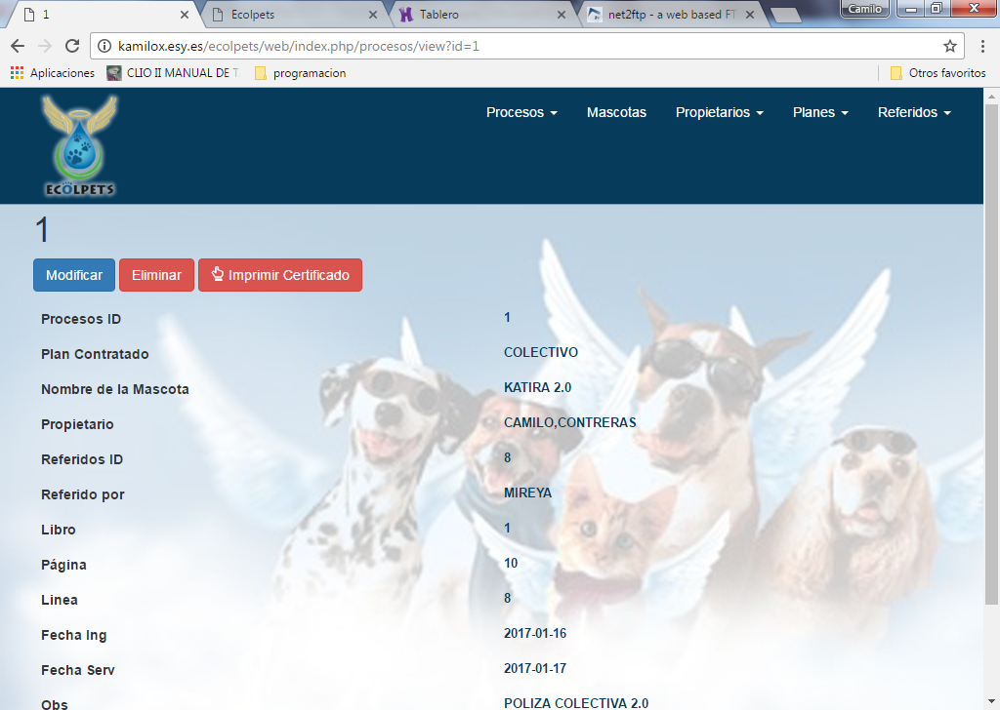 1
Ecolpets
Tablero
net2ftp - a web based FT
Camilo
kamilox.esy.es/ecolpets/web/index.php/procesos/view?id=1
Aplicaciones
CLIO II MANUAL DE T
programacion
Otros favoritos
ECOLPETS
Procesos
Mascotas
Propietarios
Planes
Referidos
1
Modificar
Eliminar
Imprimir Certificado
Procesos ID 1
Plan Contratado COLECTIVO
Nombre de la Mascota KATIRA 2.0
Propietario CAMILO,CONTRERAS
Referidos ID 8
Referido por MIREYA
Libro 1
Página 10
Linea 8
Fecha Ing 2017-01-16
Fecha Serv 2017-01-17
Obs POLIZA COLECTIVA 2.0